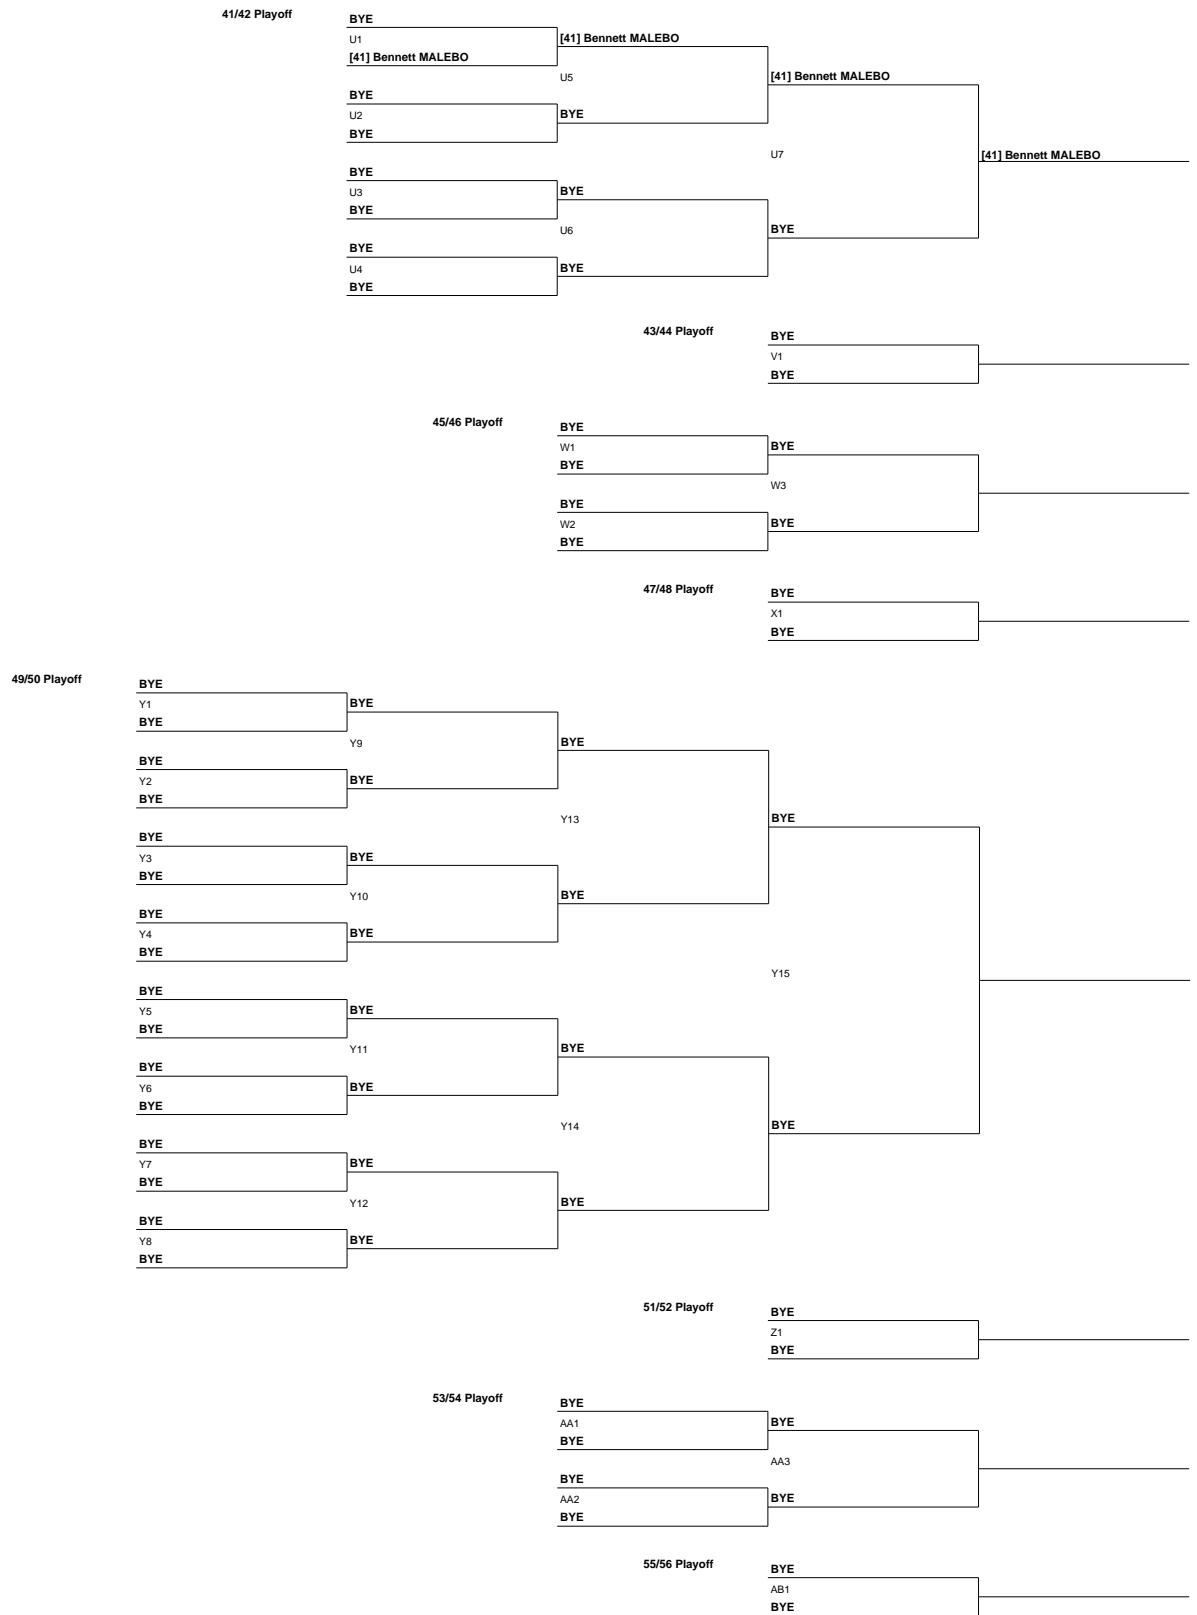 41/42 Playoff
BYE
U1
[41] Bennett MALEBO
[41] Bennett MALEBO
U5
[41] Bennett MALEBO
BYE
U2
BYE
BYE
U7
[41] Bennett MALEBO
BYE
U3
BYE
BYE
U6
BYE
BYE
U4
BYE
BYE
43/44 Playoff
BYE
V1
BYE
45/46 Playoff
BYE
W1
BYE
BYE
W3
BYE
W2
BYE
BYE
47/48 Playoff
BYE
X1
BYE
49/50 Playoff
BYE
Y1
BYE
BYE
Y9
BYE
BYE
Y2
BYE
BYE
Y13
BYE
BYE
Y3
BYE
BYE
Y10
BYE
BYE
Y4
BYE
BYE
Y15
BYE
Y5
BYE
BYE
Y11
BYE
BYE
Y6
BYE
BYE
Y14
BYE
BYE
Y7
BYE
BYE
Y12
BYE
BYE
Y8
BYE
BYE
51/52 Playoff
BYE
Z1
BYE
53/54 Playoff
BYE
AA1
BYE
BYE
AA3
BYE
AA2
BYE
BYE
55/56 Playoff
BYE
AB1
BYE